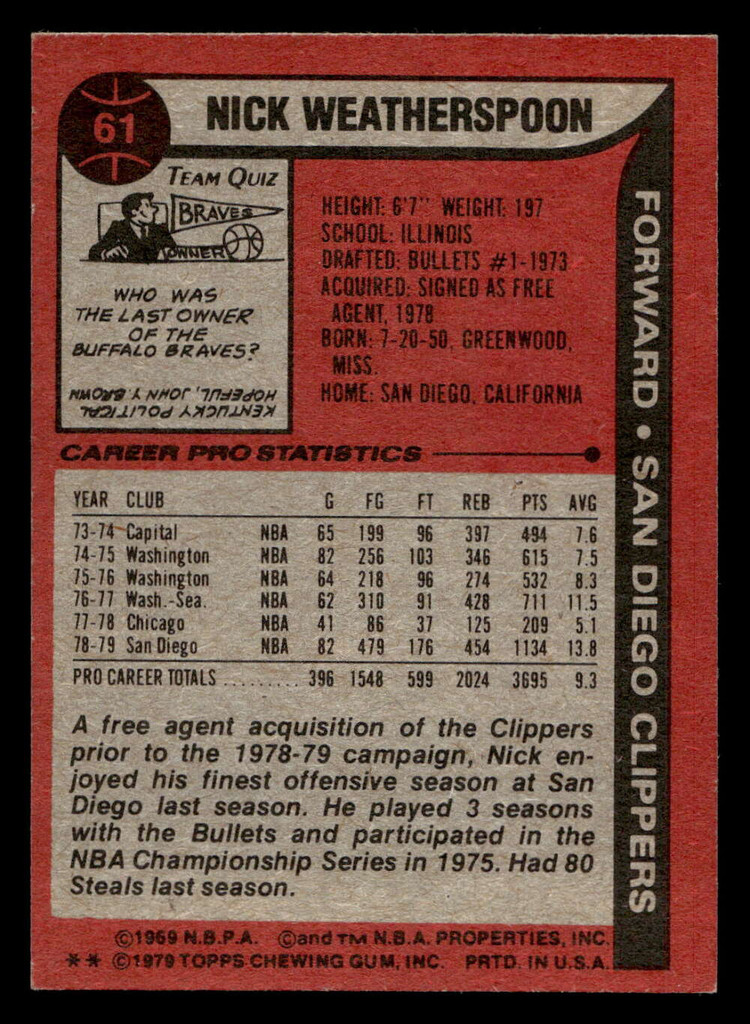 61
NICK WEATHERSPOON
TEAM QUIZ
BRAVES
OWNER
WHO WAS
THE LAST OWNER
OF THE
BUFFALO BRAVES?
KENTUCKY POLITICAL
HOPEFUL, JOHN Y. BROWN
HEIGHT: 6'7" WEIGHT: 197
SCHOOL: ILLINOIS
DRAFTED: BULLETS #1-1973
ACQUIRED: SIGNED AS FREE
AGENT, 1978
BORN: 7-20-50, GREENWOOD,
MISS.
HOME: SAN DIEGO, CALIFORNIA
FORWARD • SAN DIEGO CLIPPERS
CAREER PRO STATISTICS
YEAR CLUB G FG FT REB PTS AVG
73-74 Capital NBA 65 199 96 397 494 7.6
74-75 Washington NBA 82 256 103 346 615 7.5
75-76 Washington NBA 64 218 96 274 532 8.3
76-77 Wash.-Sea. NBA 62 310 91 428 711 11.5
77-78 Chicago NBA 41 86 37 125 209 5.1
78-79 San Diego NBA 82 479 176 454 1134 13.8
PRO CAREER TOTALS ......... 396 1548 599 2024 3695 9.3
A free agent acquisition of the Clippers
prior to the 1978-79 campaign, Nick en-
joyed his finest offensive season at San
Diego last season. He played 3 seasons
with the Bullets and participated in the
NBA Championship Series in 1975. Had 80
Steals last season.
©1969 N.B.P.A. ©and TM N.B.A. PROPERTIES, INC.
** ©1979 TOPPS CHEWING GUM, INC. PRTD. IN U.S.A.